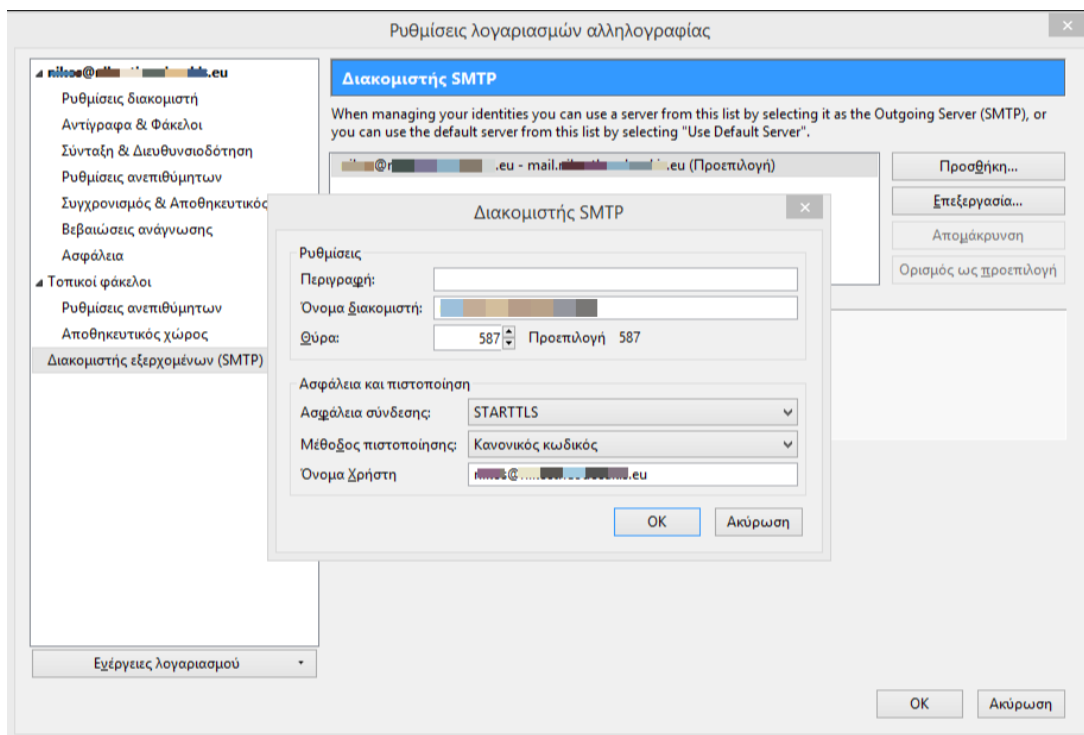 Ρυθμίσεις λογαριασμών αλληλογραφίας
.eu
Ρυθμίσεις διακομιστή
Αντίγραφα & Φάκελοι
Σύνταξη & Διευθυνσιοδότηση
Ρυθμίσεις ανεπιθύμητων
Συγχρονισμός & Αποθηκευτικός
Βεβαιώσεις ανάγνωσης
Ασφάλεια
Τοπικοί φάκελοι
Ρυθμίσεις ανεπιθύμητων
Αποθηκευτικός χώρος
Διακομιστής εξερχομένων (SMTP)
Ενέργειες λογαριασμού
Διακομιστής SMTP
When managing your identities you can use a server from this list by selecting it as the Outgoing Server (SMTP), or
you can use the default server from this list by selecting "Use Default Server".
.eu - mail. .eu (Προεπιλογή)
Προσθήκη...
Επεξεργασία...
Απομάκρυνση
Ορισμός ως προεπιλογή
Διακομιστής SMTP
Ρυθμίσεις
Περιγραφή:
Όνομα διακομιστή:
Θύρα: 587 Προεπιλογή 587
Ασφάλεια και πιστοποίηση
Ασφάλεια σύνδεσης: STARTTLS
Μέθοδος πιστοποίησης: Κανονικός κωδικός
Όνομα Χρήστη .eu
OK Ακύρωση
OK Ακύρωση